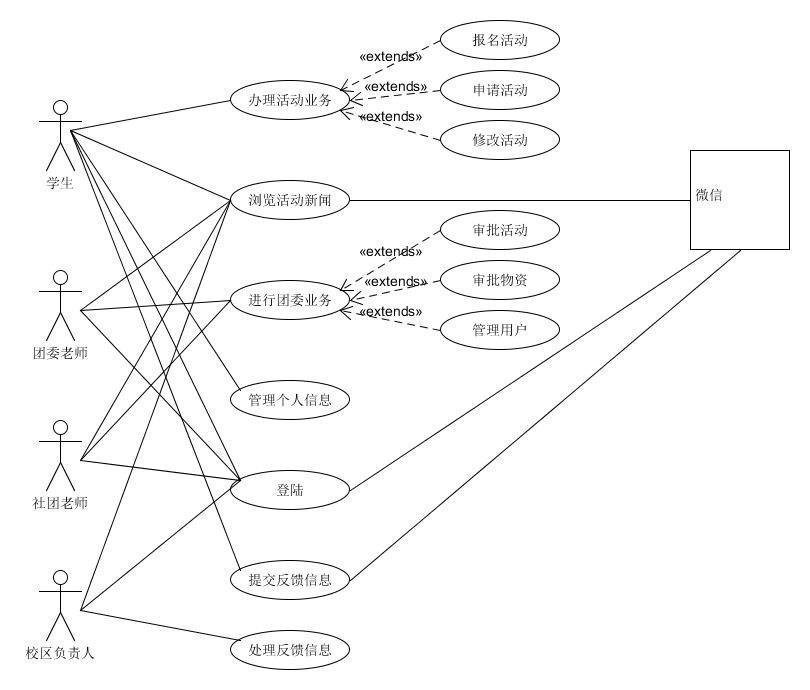 报名活动
«extends»
申请活动
«extends»
办理活动业务
«extends»
修改活动
学生
浏览活动新闻
微信
审批活动
«extends»
审批物资
«extends»
进行团委业务
«extends»
管理用户
团委老师
管理个人信息
登陆
社团老师
提交反馈信息
处理反馈信息
校区负责人